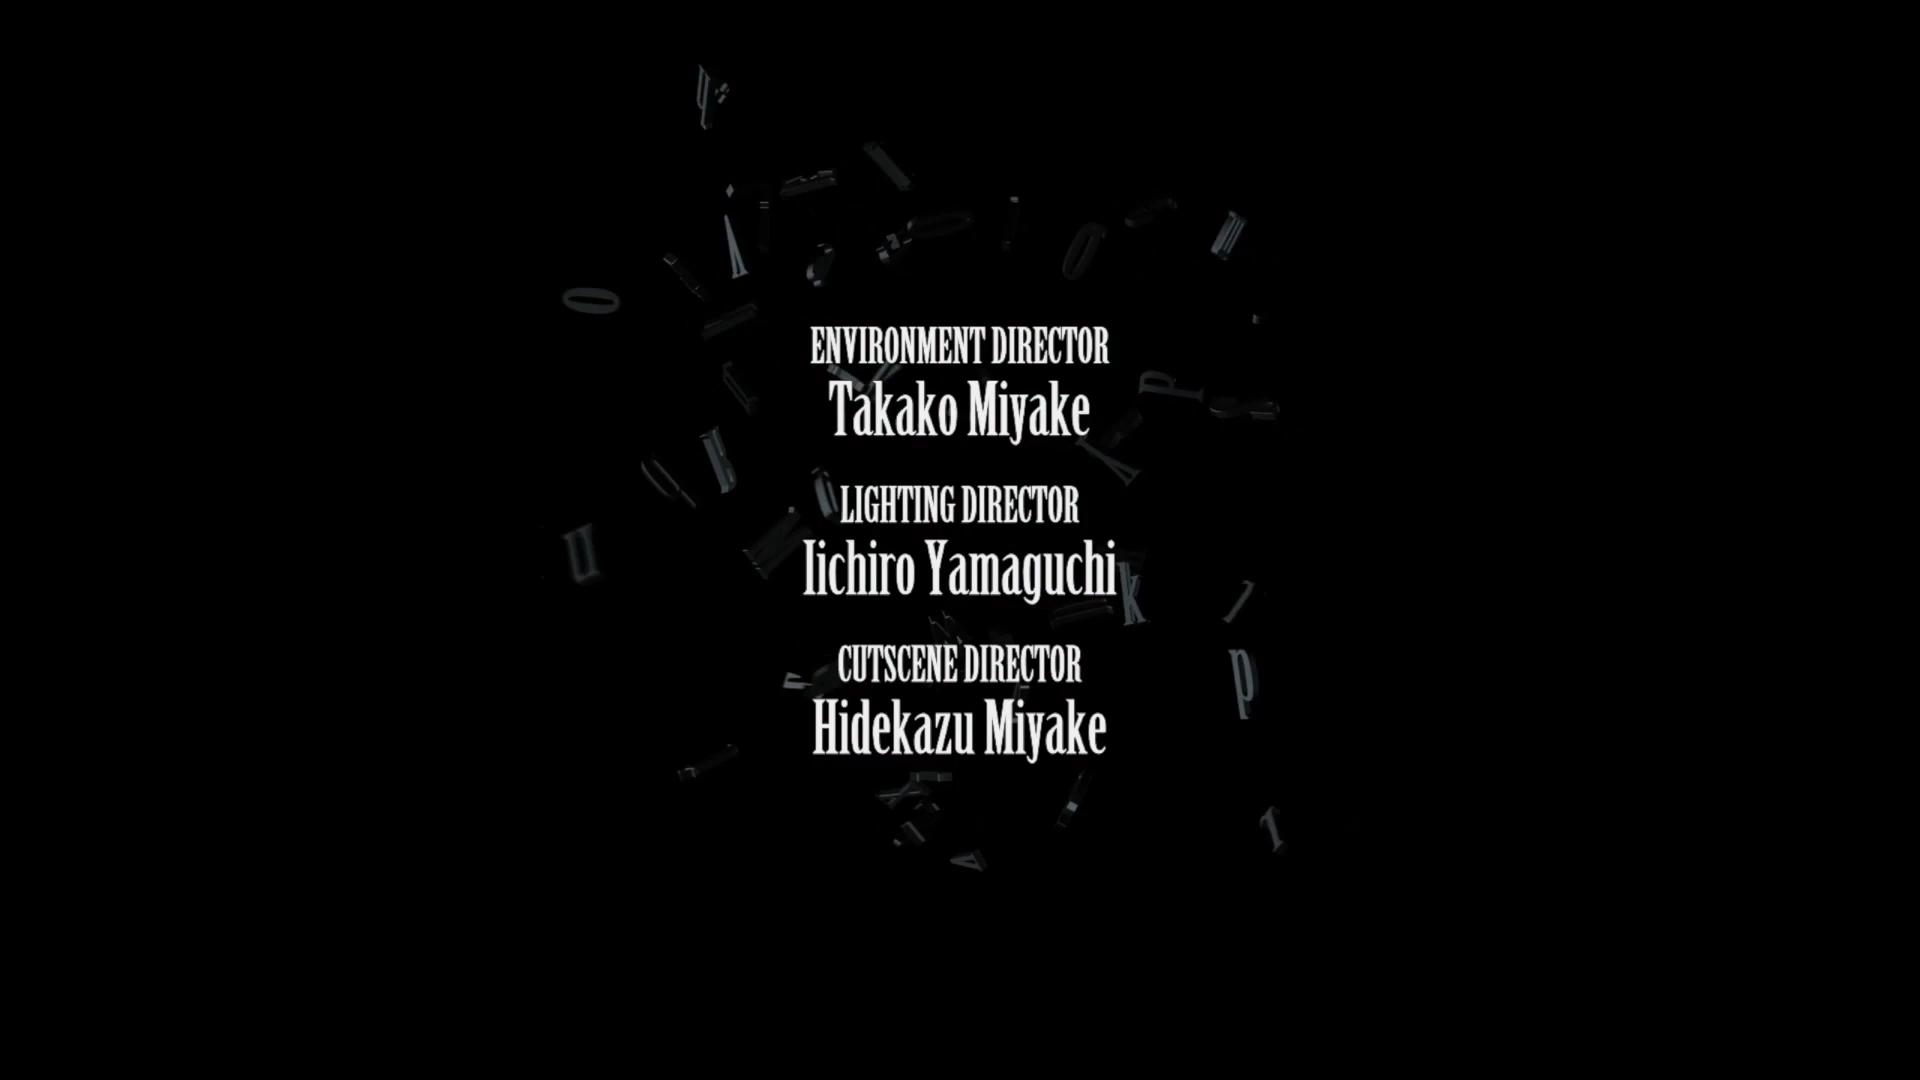 ENVIRONMENT DIRECTOR
Takako Miyake
LIGHTING DIRECTOR
Iichiro Yamaguchi
CUTSCENE DIRECTOR
Hidekazu Miyake